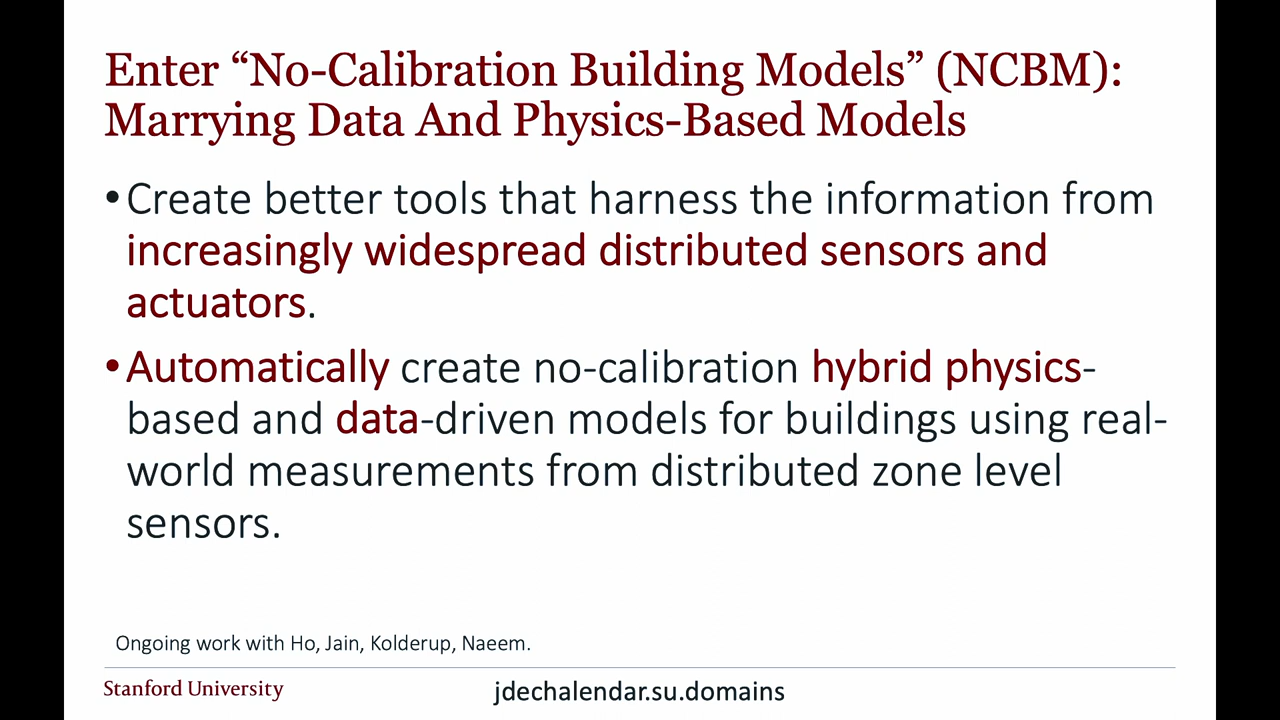 Enter “No-Calibration Building Models” (NCBM):
Marrying Data And Physics-Based Models
•Create better tools that harness the information from
increasingly widespread distributed sensors and
actuators.
•Automatically create no-calibration hybrid physics-
based and data-driven models for buildings using real-
world measurements from distributed zone level
sensors.
Ongoing work with Ho, Jain, Kolderup, Naeem.
Stanford University
jdechalendar.su.domains